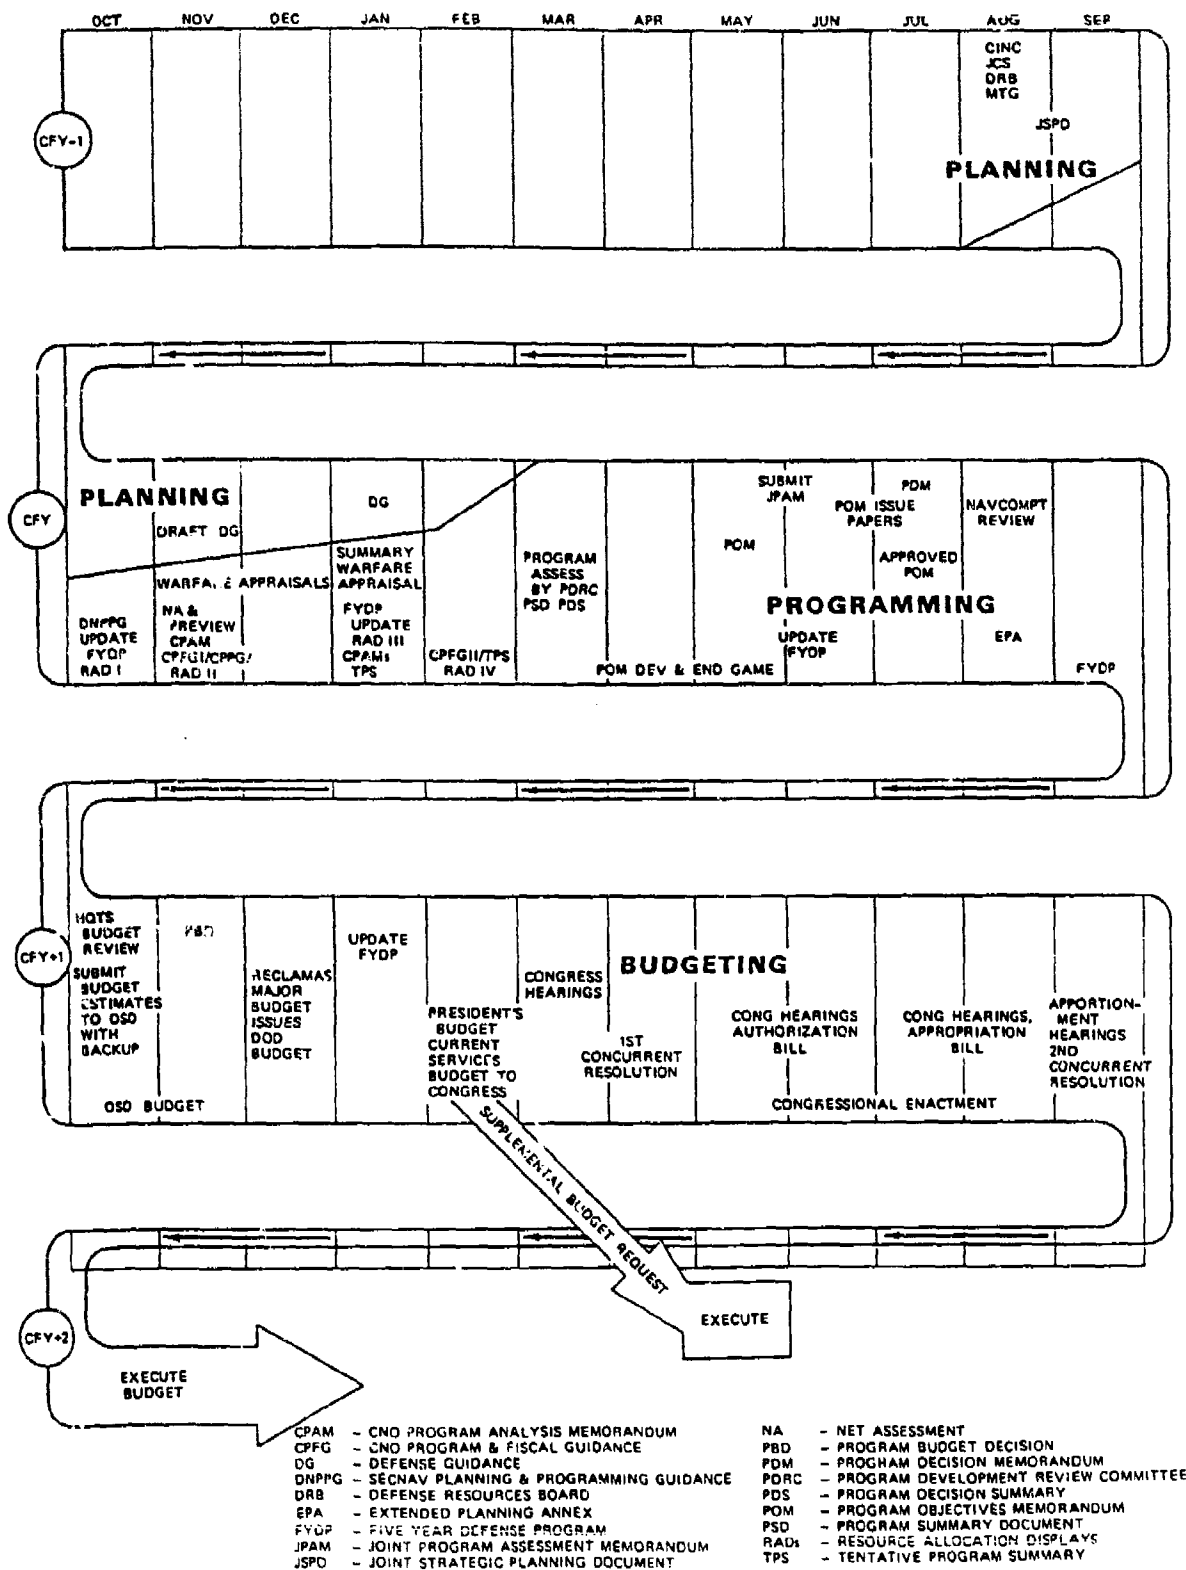 OCT NOV DEC JAN FEB MAR APR MAY JUN JUL AUG SEP
CINC
JCS
DRB
MTG
JSPD
CFY-1
PLANNING
CFY
PLANNING
DRAFT DG
DG
SUBMIT
JPAM
PDM
POM ISSUE
PAPERS
NAVCOMPT
REVIEW
POM
APPROVED
POM
WARFARE APPRAISALS
SUMMARY
WARFARE
APPRAISAL
PROGRAM
ASSESS
BY PDRC
PSD PDS
PROGRAMMING
DNPPG
UPDATE
FYDP
RAD I
NA &
PREVIEW
CPAM
CPFGI/CPPG/
RAD II
FYDP
UPDATE
RAD III
CPAMs
TPS
CPFGII/TPS
RAD IV
POM DEV & END GAME
UPDATE
FYDP
EPA
FYDP
CFY+1
HQTS
BUDGET
REVIEW
SUBMIT
BUDGET
ESTIMATES
TO OSD
WITH
BACKUP
PBD
OSD BUDGET
RECLAMAS
MAJOR
BUDGET
ISSUES
DOD
BUDGET
UPDATE
FYDP
PRESIDENT'S
BUDGET
CURRENT
SERVICES
BUDGET TO
CONGRESS
CONGRESS
HEARINGS
BUDGETING
1ST
CONCURRENT
RESOLUTION
CONG HEARINGS
AUTHORIZATION
BILL
CONG HEARINGS,
APPROPRIATION
BILL
APPORTION-
MENT
HEARINGS
2ND
CONCURRENT
RESOLUTION
CONGRESSIONAL ENACTMENT
SUPPLEMENTAL BUDGET REQUEST
EXECUTE
CFY+2
EXECUTE
BUDGET
CPAM – CNO PROGRAM ANALYSIS MEMORANDUM
CPFG – CNO PROGRAM & FISCAL GUIDANCE
DG – DEFENSE GUIDANCE
DNPPG – SECNAV PLANNING & PROGRAMMING GUIDANCE
DRB – DEFENSE RESOURCES BOARD
EPA – EXTENDED PLANNING ANNEX
FYDP – FIVE YEAR DEFENSE PROGRAM
JPAM – JOINT PROGRAM ASSESSMENT MEMORANDUM
JSPD – JOINT STRATEGIC PLANNING DOCUMENT
NA – NET ASSESSMENT
PBD – PROGRAM BUDGET DECISION
PDM – PROGRAM DECISION MEMORANDUM
PDRC – PROGRAM DEVELOPMENT REVIEW COMMITTEE
PDS – PROGRAM DECISION SUMMARY
POM – PROGRAM OBJECTIVES MEMORANDUM
PSD – PROGRAM SUMMARY DOCUMENT
RADs – RESOURCE ALLOCATION DISPLAYS
TPS – TENTATIVE PROGRAM SUMMARY